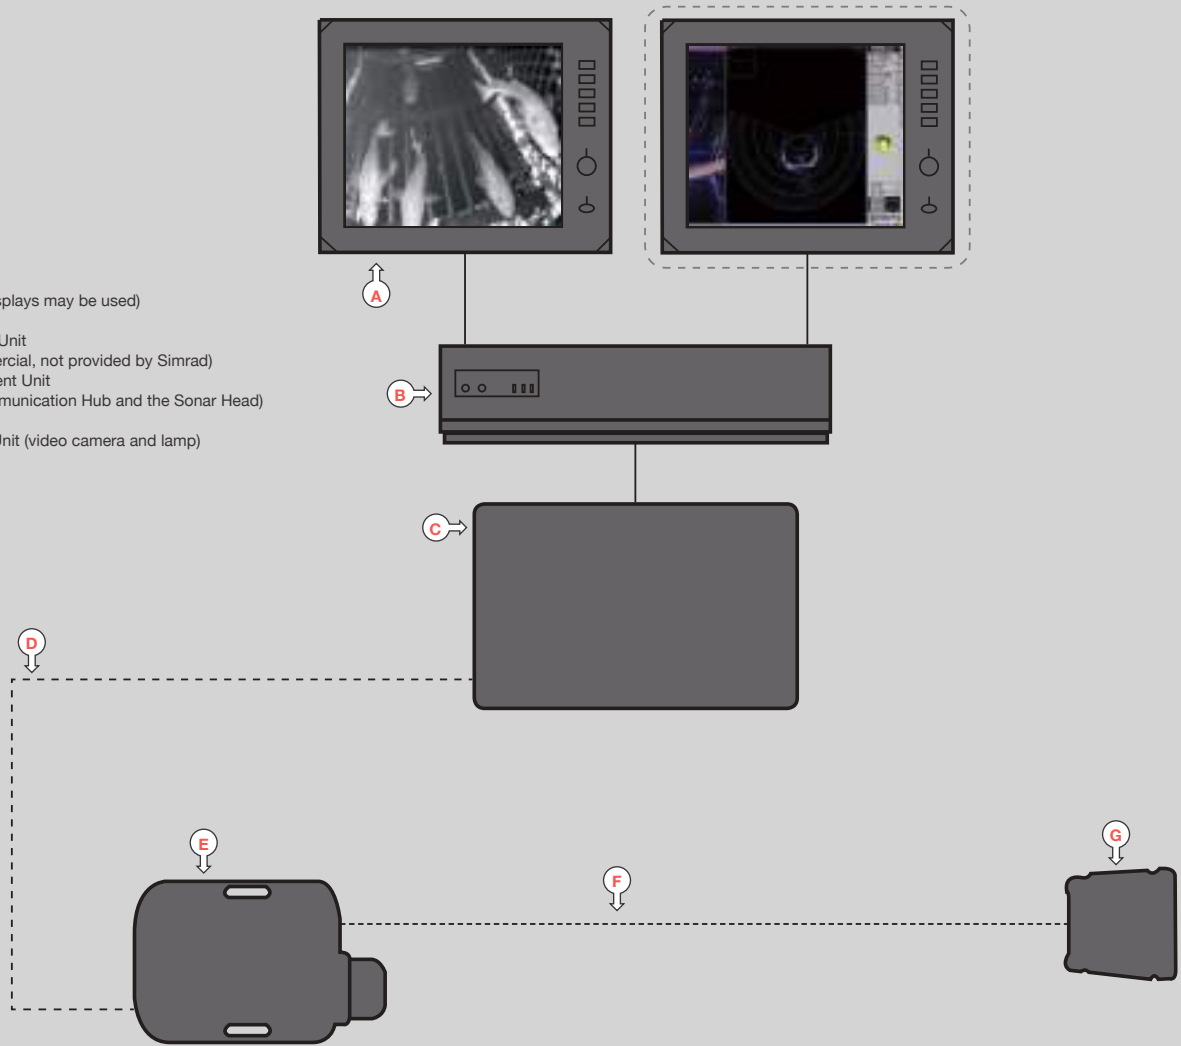 A
splays may be used)
Unit
ercial, not provided by Simrad)
ent Unit
B
munication Hub and the Sonar Head)
Unit (video camera and lamp)
C
D
E
F
G